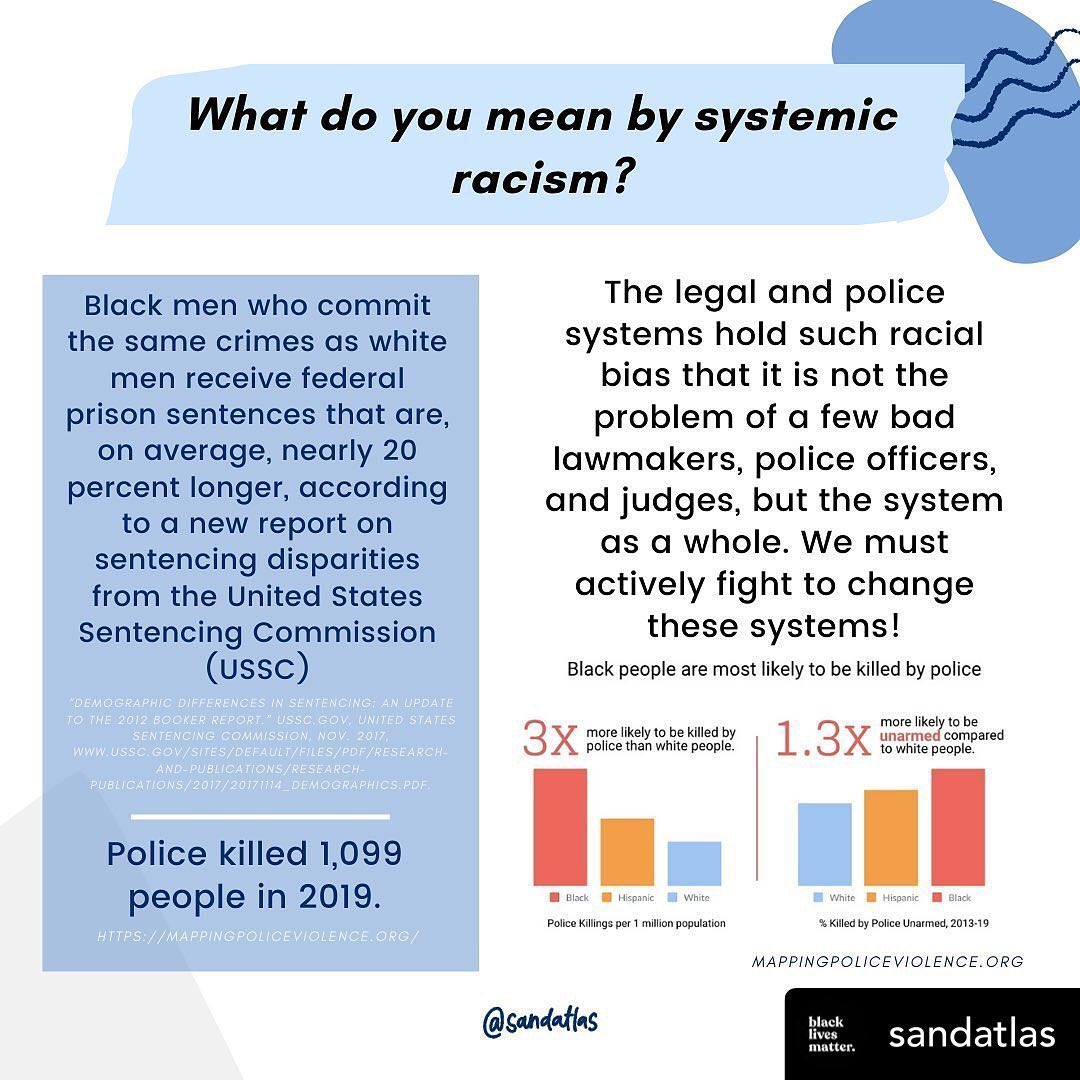 What do you mean by systemic
racism?
Black men who commit
the same crimes as white
men receive federal
prison sentences that are,
on average, nearly 20
percent longer, according
to a new report on
sentencing disparities
from the United States
Sentencing Commission
(USSC)
"DEMOGRAPHIC DIFFERENCES IN SENTENCING: AN UPDATE
TO THE 2012 BOOKER REPORT." USSC.GOV, UNITED STATES
SENTENCING COMMISSION, NOV. 2017,
WWW.USSC.GOV/SITES/DEFAULT/FILES/PDF/RESEARCH-
AND-PUBLICATIONS/RESEARCH-
PUBLICATIONS/2017/20171114_DEMOGRAPHICS.PDF.
Police killed 1,099
people in 2019.
HTTPS://MAPPINGPOLICEVIOLENCE.ORG/
The legal and police
systems hold such racial
bias that it is not the
problem of a few bad
lawmakers, police officers,
and judges, but the system
as a whole. We must
actively fight to change
these systems!
Black people are most likely to be killed by police
3x more likely to be killed by
police than white people.
Black Hispanic White
Police Killings per 1 million population
1.3x more likely to be
unarmed compared
to white people.
White Hispanic Black
% Killed by Police Unarmed, 2013-19
MAPPINGPOLICEVIOLENCE.ORG
@sandatlas
black
lives
matter.
sandatlas